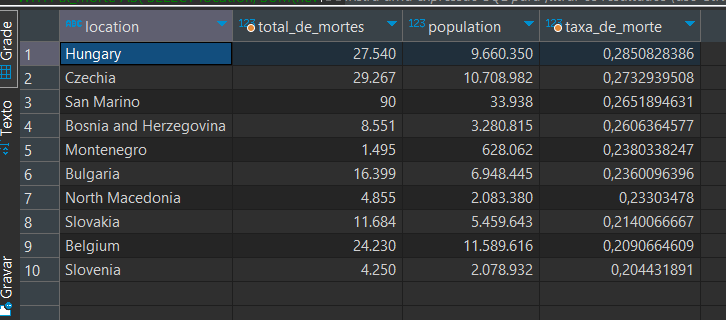 Grade
Texto
Gravar
location total_de_mortes population taxa_de_morte
1 Hungary 27.540 9.660.350 0,2850828386
2 Czechia 29.267 10.708.982 0,2732939508
3 San Marino 90 33.938 0,2651894631
4 Bosnia and Herzegovina 8.551 3.280.815 0,2606364577
5 Montenegro 1.495 628.062 0,2380338247
6 Bulgaria 16.399 6.948.445 0,2360096396
7 North Macedonia 4.855 2.083.380 0,23303478
8 Slovakia 11.684 5.459.643 0,2140066667
9 Belgium 24.230 11.589.616 0,2090664609
10 Slovenia 4.250 2.078.932 0,204431891